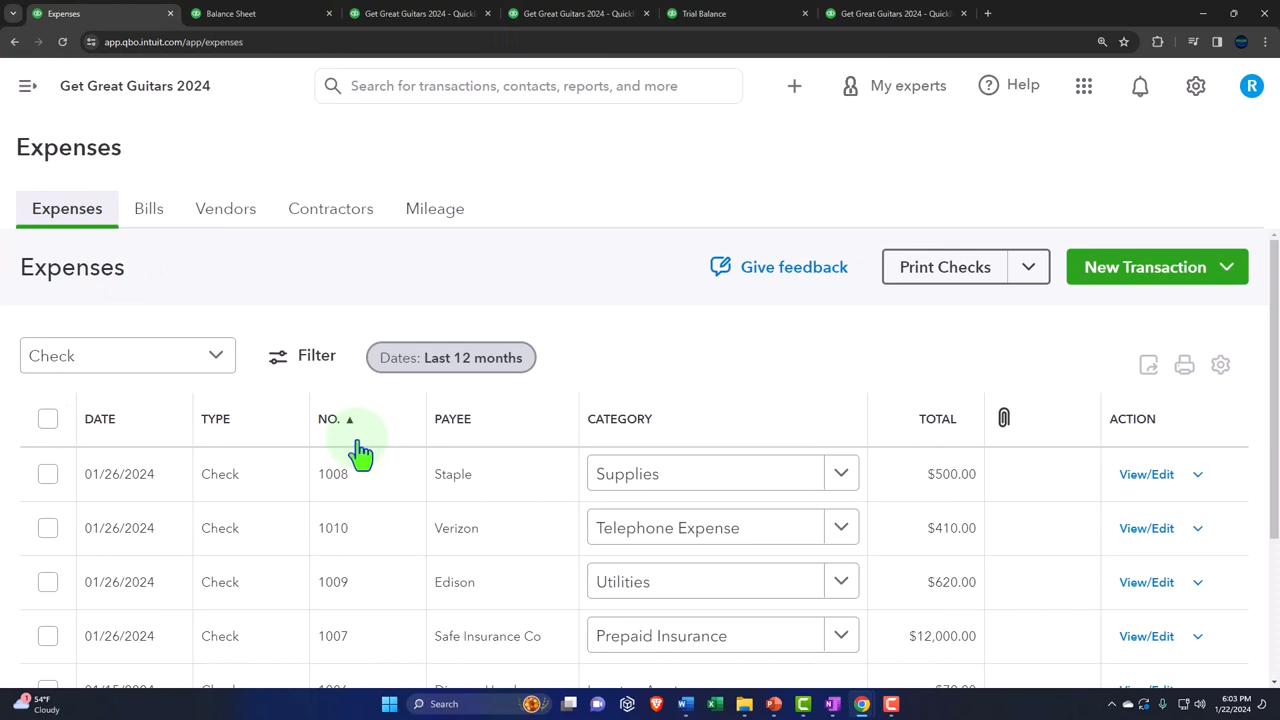 Expenses
Balance Sheet
Get Great Guitars 2024 - Quick
Get Great Guitars 2024 - Quick
Trial Balance
Get Great Guitars 2024 - Quick
app.qbo.intuit.com/app/expenses
Get Great Guitars 2024
Search for transactions, contacts, reports, and more
My experts
Help
R
Expenses
Expenses Bills Vendors Contractors Mileage
Expenses
Give feedback
Print Checks
New Transaction
Check
Filter
Dates: Last 12 months
DATE TYPE NO. PAYEE CATEGORY TOTAL ACTION
01/26/2024 Check 1008 Staple Supplies $500.00 View/Edit
01/26/2024 Check 1010 Verizon Telephone Expense $410.00 View/Edit
01/26/2024 Check 1009 Edison Utilities $620.00 View/Edit
01/26/2024 Check 1007 Safe Insurance Co Prepaid Insurance $12,000.00 View/Edit
54°F
Cloudy
Search
6:03 PM
1/22/2024